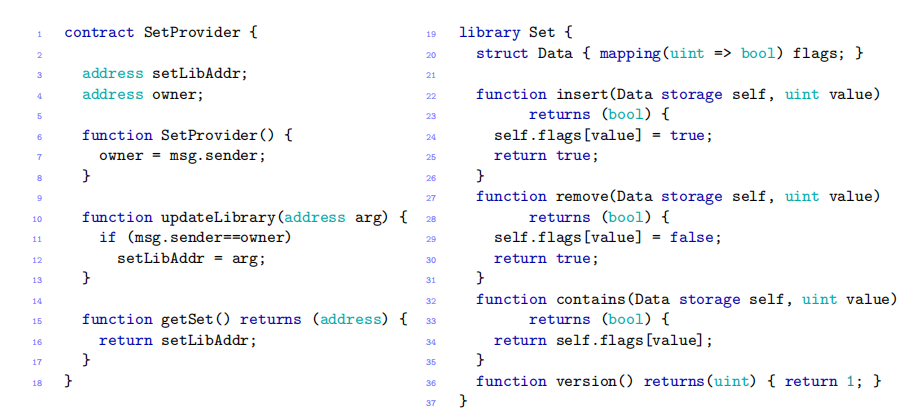 1 contract SetProvider {
2
3 address setLibAddr;
4 address owner;
5
6 function SetProvider() {
7 owner = msg.sender;
8 }
9
10 function updateLibrary(address arg) {
11 if (msg.sender==owner)
12 setLibAddr = arg;
13 }
14
15 function getSet() returns (address) {
16 return setLibAddr;
17 }
18 }
19 library Set {
20 struct Data { mapping(uint => bool) flags; }
21
22 function insert(Data storage self, uint value)
23 returns (bool) {
24 self.flags[value] = true;
25 return true;
26 }
27 function remove(Data storage self, uint value)
28 returns (bool) {
29 self.flags[value] = false;
30 return true;
31 }
32 function contains(Data storage self, uint value)
33 returns (bool) {
34 return self.flags[value];
35 }
36 function version() returns(uint) { return 1; }
37 }